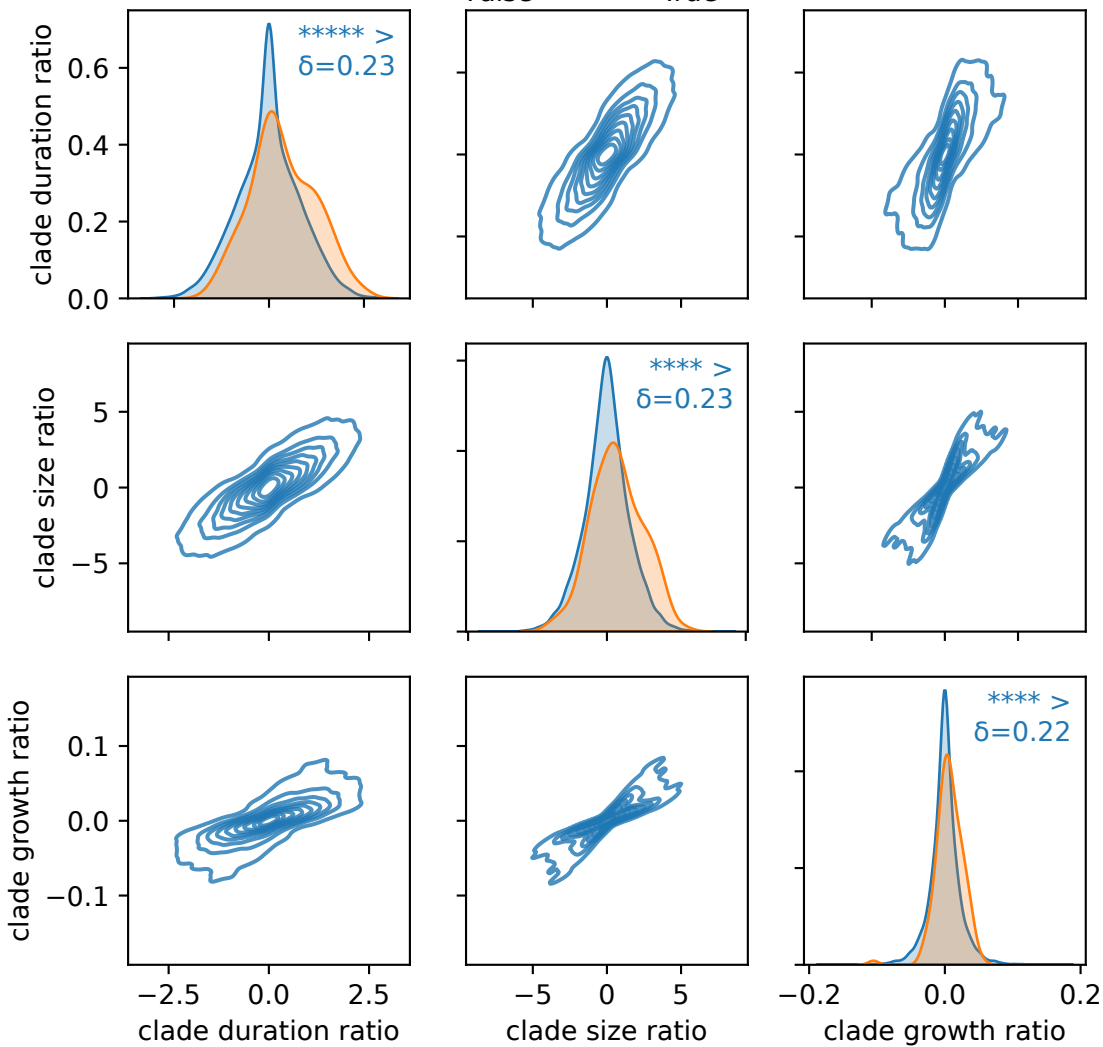 clade duration ratio
0.6
0.4
0.2
0.0
***** >
δ=0.23
clade size ratio
5
0
−5
**** >
δ=0.23
clade growth ratio
0.1
0.0
−0.1
**** >
δ=0.22
−2.5 0.0 2.5
clade duration ratio
−5 0 5
clade size ratio
−0.2 0.0 0.2
clade growth ratio